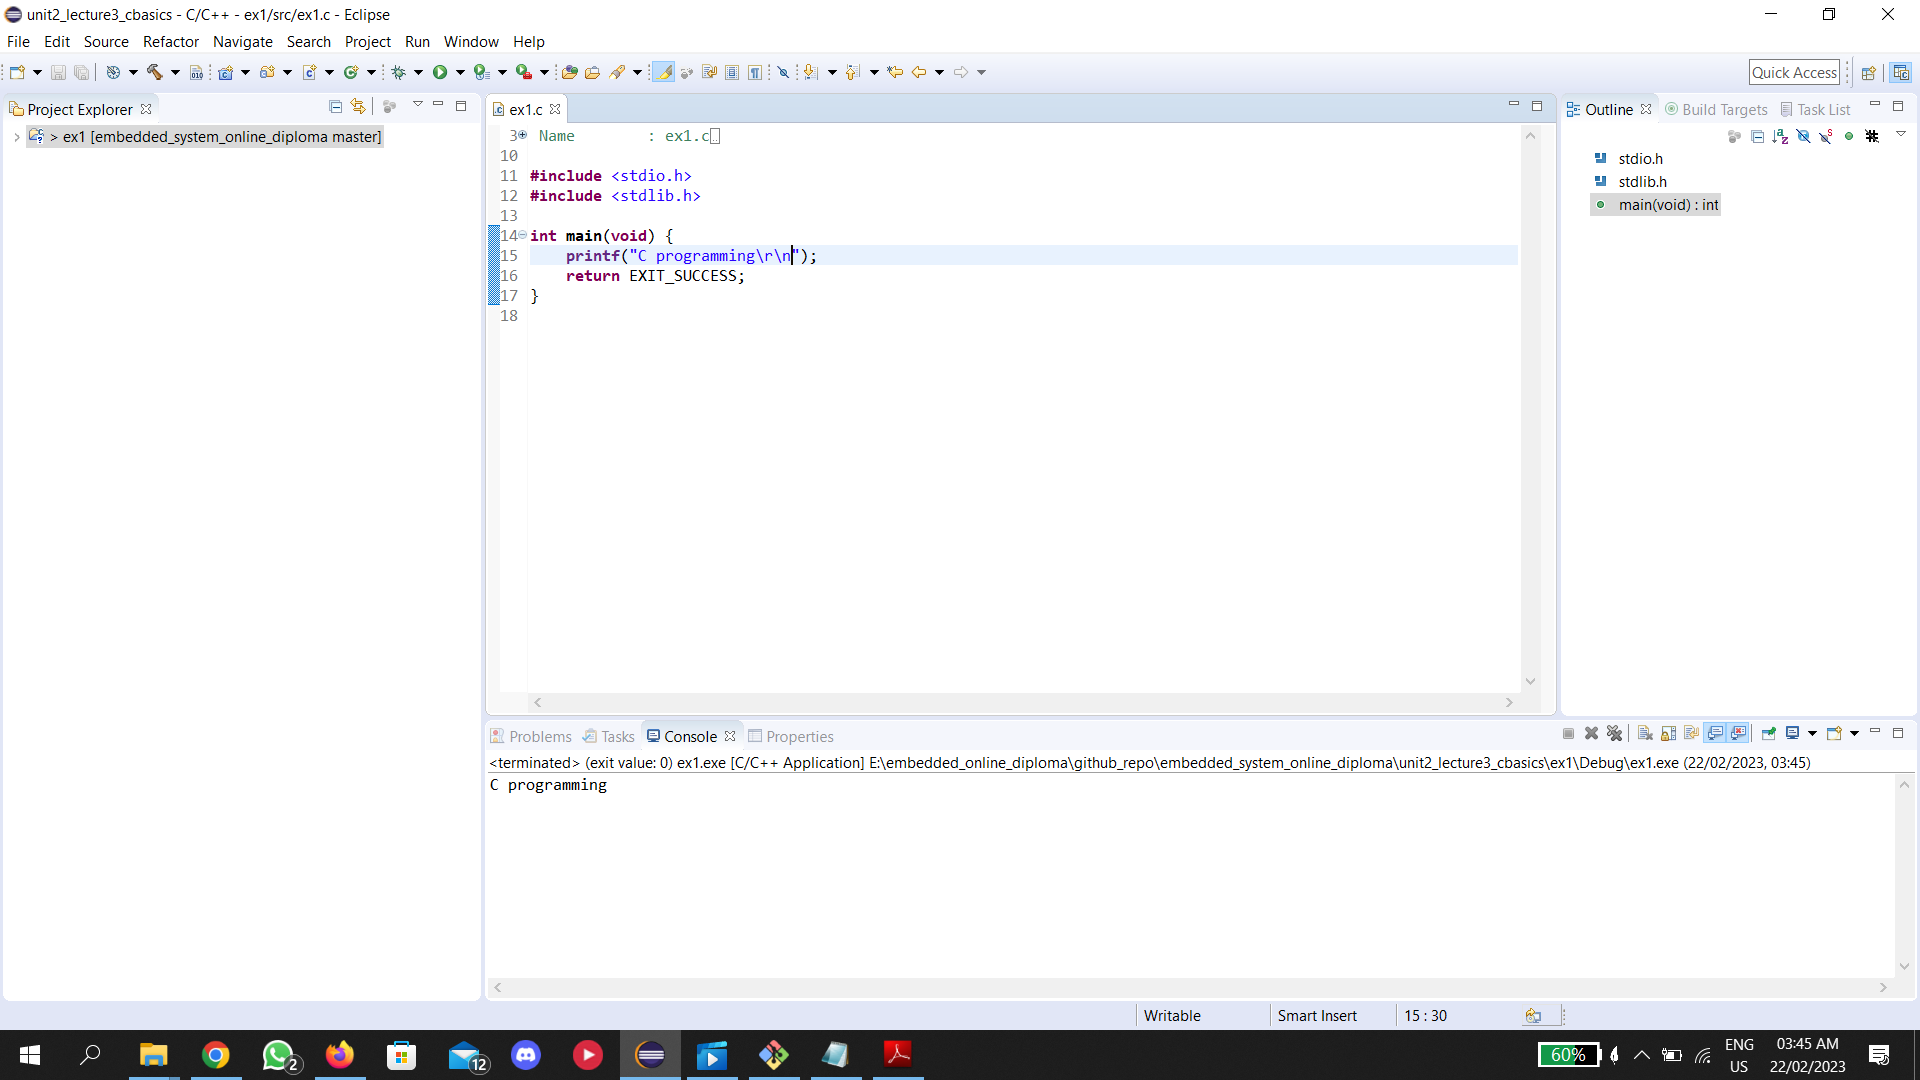 unit2_lecture3_cbasics - C/C++ - ex1/src/ex1.c - Eclipse
File Edit Source Refactor Navigate Search Project Run Window Help
Quick Access
Project Explorer
> ex1 [embedded_system_online_diploma master]
ex1.c
3 Name : ex1.c
10
11 #include <stdio.h>
12 #include <stdlib.h>
13
14 int main(void) {
15 printf("C programming\r\n");
16 return EXIT_SUCCESS;
17 }
18
Outline Build Targets Task List
stdio.h
stdlib.h
main(void) : int
Problems Tasks Console Properties
<terminated> (exit value: 0) ex1.exe [C/C++ Application] E:\embedded_online_diploma\github_repo\embedded_system_online_diploma\unit2_lecture3_cbasics\ex1\Debug\ex1.exe (22/02/2023, 03:45)
C programming
Writable Smart Insert 15 : 30
2
12
60%
ENG
US
03:45 AM
22/02/2023